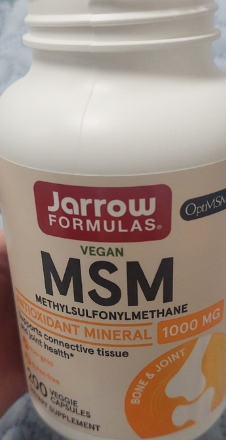 Jarrow
FORMULAS®
OptiMSM
VEGAN
MSM
METHYLSULFONYLMETHANE
ANTIOXIDANT MINERAL
1000 MG
Supports connective tissue
joint health*
BONE & JOINT
200 VEGGIE
CAPSULES
DIETARY SUPPLEMENT